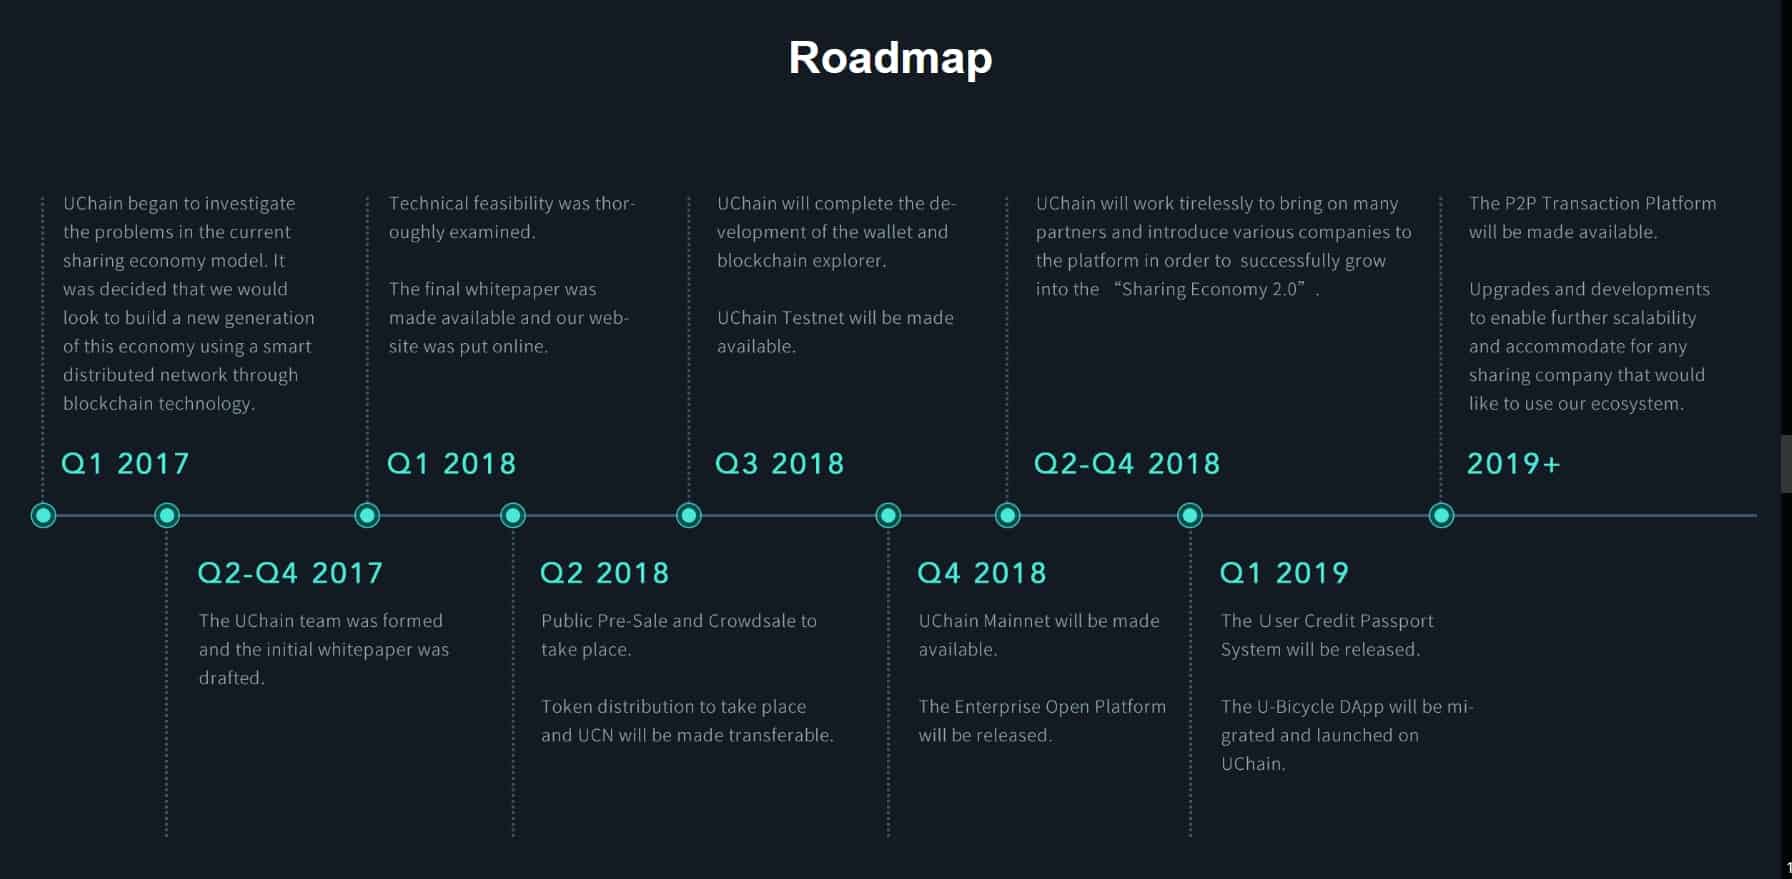 Roadmap
UChain began to investigate
the problems in the current
sharing economy model. It
was decided that we would
look to build a new generation
of this economy using a smart
distributed network through
blockchain technology.
Q1 2017
Q2-Q4 2017
The UChain team was formed
and the initial whitepaper was
drafted.
Technical feasibility was thor-
oughly examined.
The final whitepaper was
made available and our web-
site was put online.
Q1 2018
Q2 2018
Public Pre-Sale and Crowdsale to
take place.
Token distribution to take place
and UCN will be made transferable.
UChain will complete the de-
velopment of the wallet and
blockchain explorer.
UChain Testnet will be made
available.
Q3 2018
Q4 2018
UChain Mainnet will be made
available.
The Enterprise Open Platform
will be released.
UChain will work tirelessly to bring on many
partners and introduce various companies to
the platform in order to successfully grow
into the “Sharing Economy 2.0” .
Q2-Q4 2018
Q1 2019
The User Credit Passport
System will be released.
The U-Bicycle DApp will be mi-
grated and launched on
UChain.
The P2P Transaction Platform
will be made available.
Upgrades and developments
to enable further scalability
and accommodate for any
sharing company that would
like to use our ecosystem.
2019+
1